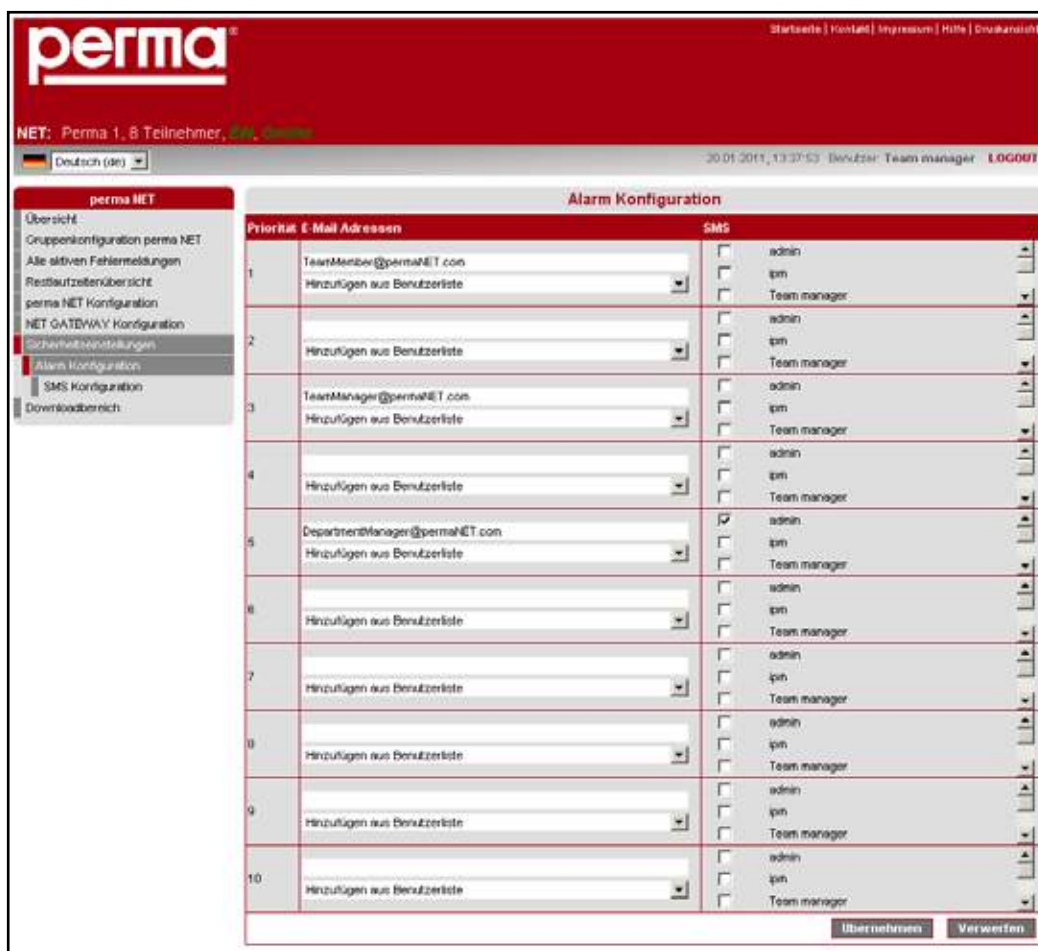 perma®
Startseite | Kontakt | Impressum | Hilfe | Druckansicht
NET: Perma 1, 8 Teilnehmer,
Deutsch (de)
20.01.2011, 13:37:53 Benutzer: Team manager LOGOUT
perma NET
Übersicht
Gruppenkonfiguration perma NET
Alle aktiven Fehlermeldungen
Restlaufzeitenübersicht
perma NET Konfiguration
NET GATEWAY Konfiguration
Sicherheitseinstellungen
Alarm Konfiguration
SMS Konfiguration
Downloadbereich
Alarm Konfiguration
Priorität E-Mail Adressen SMS
1
TeamMember@permaNET.com
Hinzufügen aus Benutzerliste
admin
ipm
Team manager
2
Hinzufügen aus Benutzerliste
admin
ipm
Team manager
3
TeamManager@permaNET.com
Hinzufügen aus Benutzerliste
admin
ipm
Team manager
4
Hinzufügen aus Benutzerliste
admin
ipm
Team manager
5
DepartmentManager@permaNET.com
Hinzufügen aus Benutzerliste
admin
ipm
Team manager
6
Hinzufügen aus Benutzerliste
admin
ipm
Team manager
7
Hinzufügen aus Benutzerliste
admin
ipm
Team manager
8
Hinzufügen aus Benutzerliste
admin
ipm
Team manager
9
Hinzufügen aus Benutzerliste
admin
ipm
Team manager
10
Hinzufügen aus Benutzerliste
admin
ipm
Team manager
Übernehmen Verwerfen